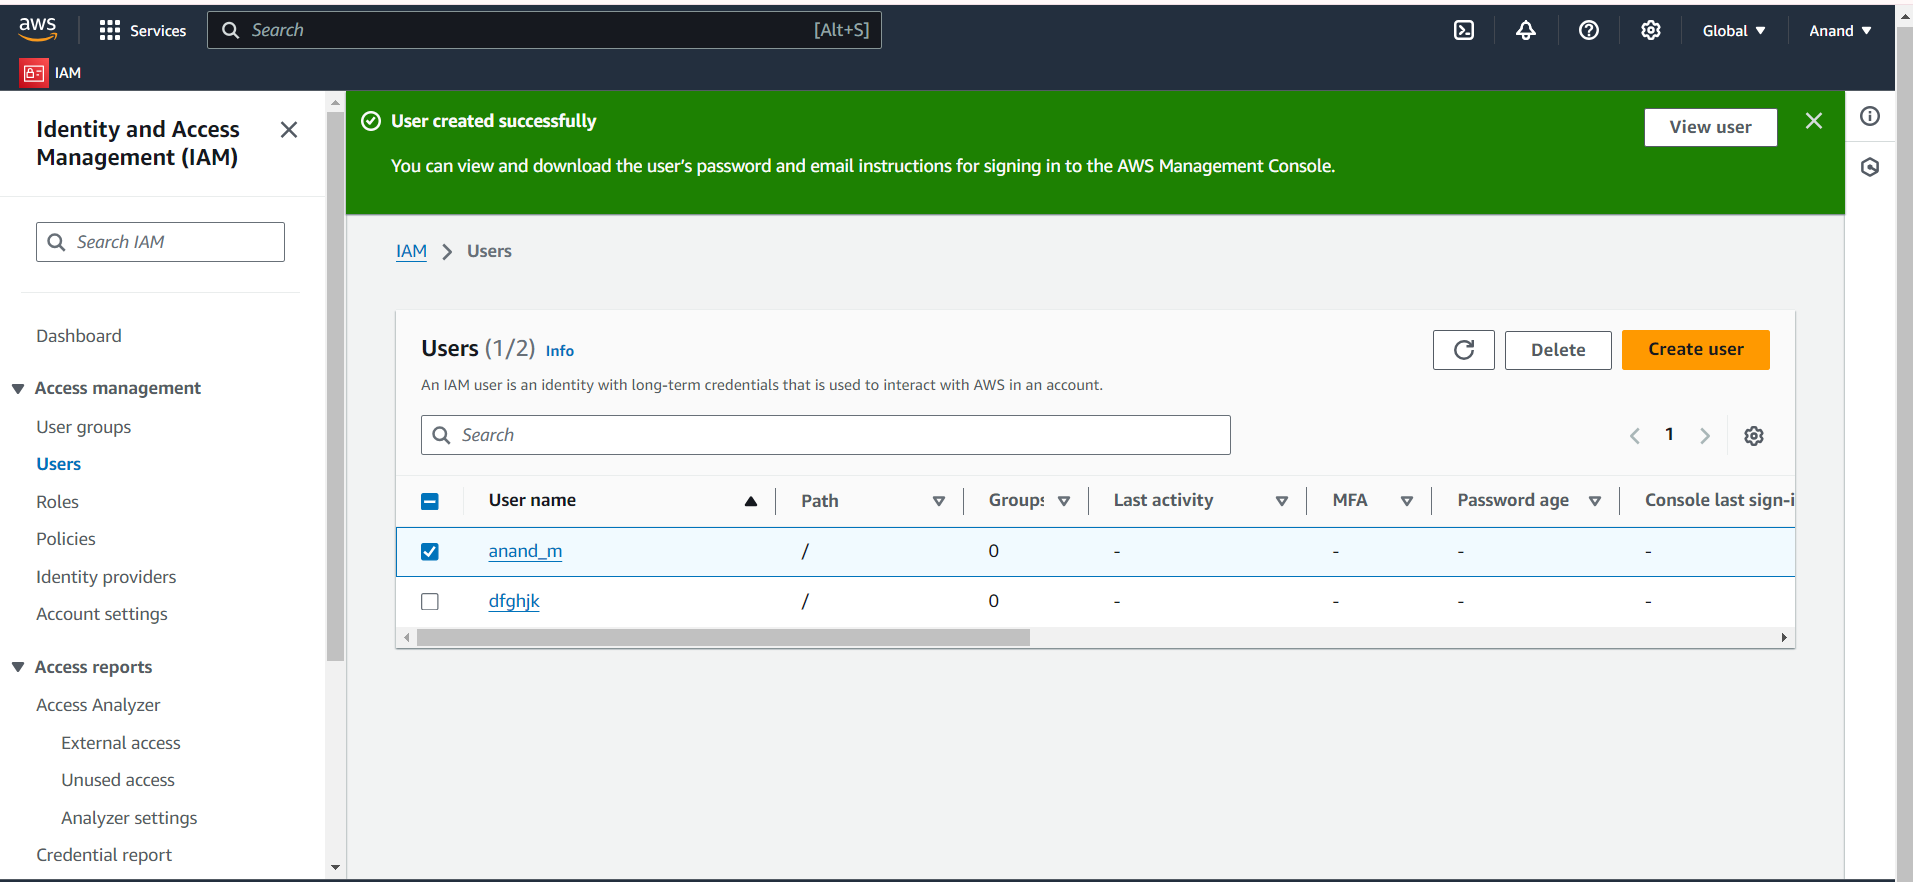 aws
Services
Search
[Alt+S]
Global
Anand
IAM
Identity and Access
Management (IAM)
Search IAM
Dashboard
Access management
User groups
Users
Roles
Policies
Identity providers
Account settings
Access reports
Access Analyzer
External access
Unused access
Analyzer settings
Credential report
User created successfully
View user
You can view and download the user’s password and email instructions for signing in to the AWS Management Console.
IAM > Users
Users (1/2) Info
Delete
Create user
An IAM user is an identity with long-term credentials that is used to interact with AWS in an account.
Search
1
User name Path Groups Last activity MFA Password age Console last sign-i
anand_m / 0 - - - -
dfghjk / 0 - - - -